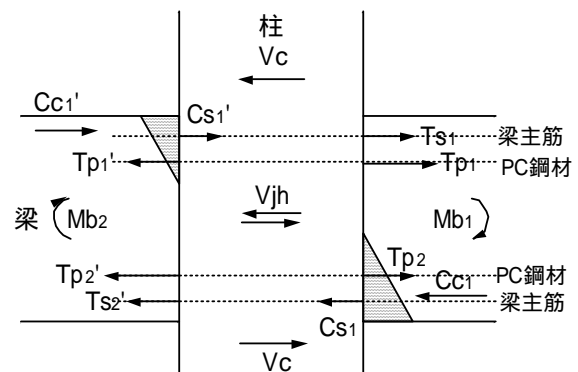 柱
Vc
Cc1'
Cs1'
Ts1
梁主筋
Tp1'
Tp1
PC鋼材
Vjh
梁
Mb2
Mb1
Tp2'
Tp2
PC鋼材
Cc1
Ts2'
梁主筋
Cs1
Vc